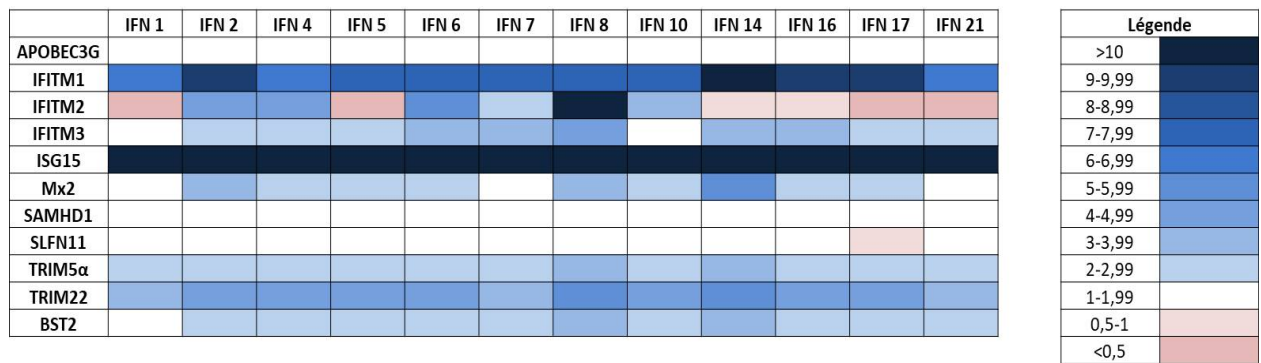 IFN 1 IFN 2 IFN 4 IFN 5 IFN 6 IFN 7 IFN 8 IFN 10 IFN 14 IFN 16 IFN 17 IFN 21
APOBEC3G
IFITM1
IFITM2
IFITM3
ISG15
Mx2
SAMHD1
SLFN11
TRIM5α
TRIM22
BST2
Légende
>10
9-9,99
8-8,99
7-7,99
6-6,99
5-5,99
4-4,99
3-3,99
2-2,99
1-1,99
0,5-1
<0,5